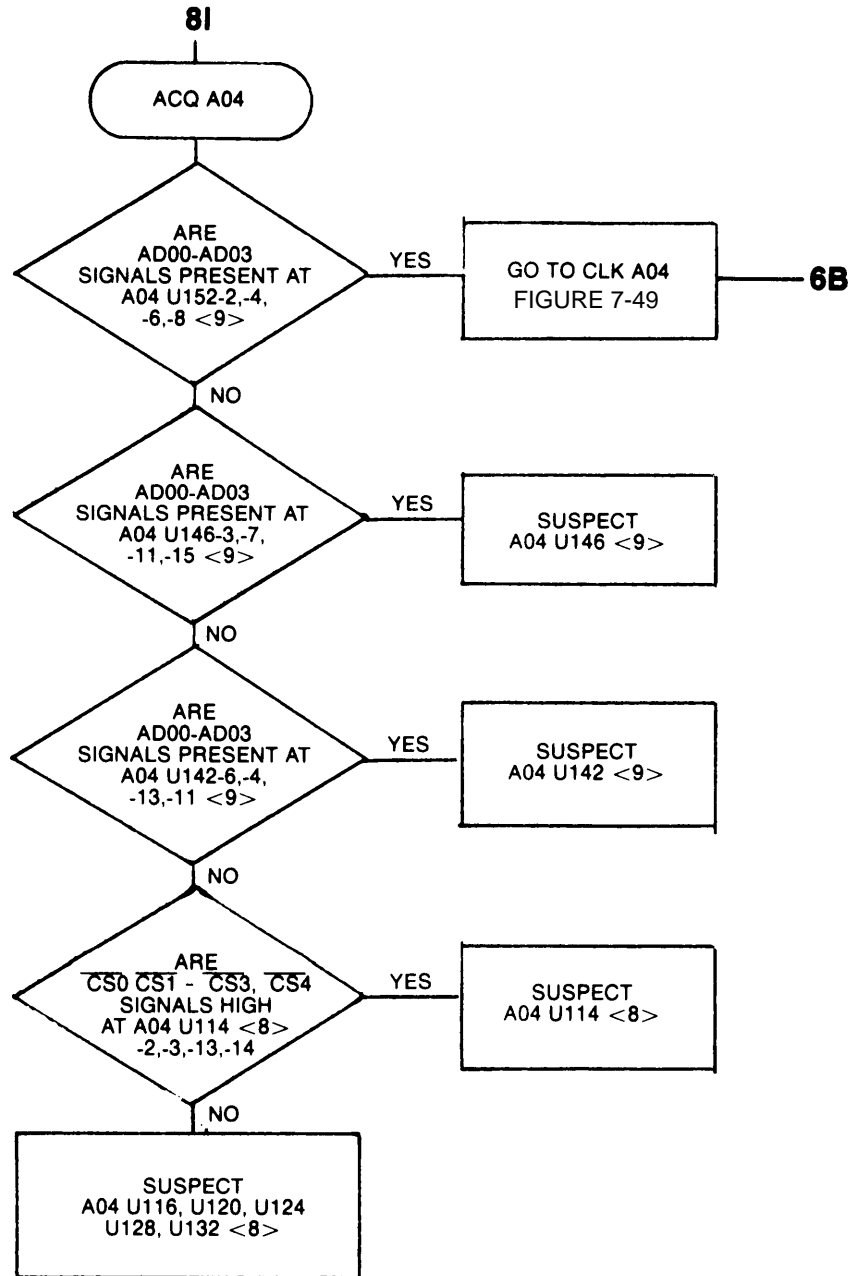 8I
ACQ A04
ARE
AD00-AD03
SIGNALS PRESENT AT
A04 U152-2,-4,
-6,-8 <9>
YES
GO TO CLK A04
FIGURE 7-49
6B
NO
ARE
AD00-AD03
SIGNALS PRESENT AT
A04 U146-3,-7,
-11,-15 <9>
YES
SUSPECT
A04 U146 <9>
NO
ARE
AD00-AD03
SIGNALS PRESENT AT
A04 U142-6,-4,
-13,-11 <9>
YES
SUSPECT
A04 U142 <9>
NO
ARE
C̅S̅0̅ C̅S̅1̅ - C̅S̅3̅, C̅S̅4̅
SIGNALS HIGH
AT A04 U114 <8>
-2,-3,-13,-14
YES
SUSPECT
A04 U114 <8>
NO
SUSPECT
A04 U116, U120, U124
U128, U132 <8>